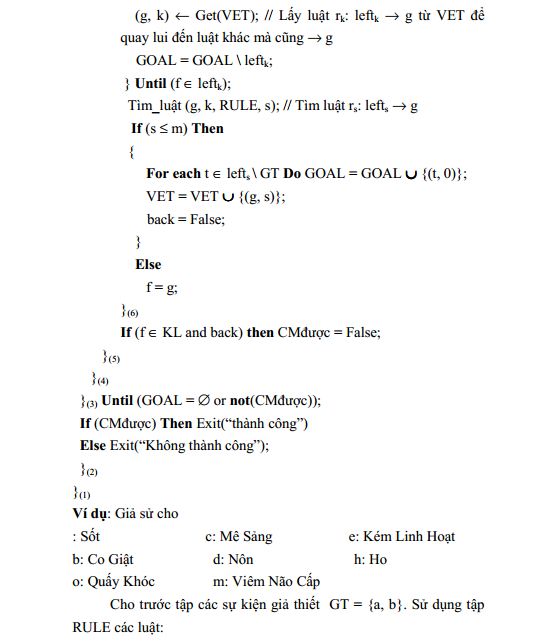 (g, k) ← Get(VET); // Lấy luật rk: leftk → g từ VET để
quay lui đến luật khác mà cũng → g
GOAL = GOAL \ leftk;
} Until (f ∈ leftk);
Tìm_luật (g, k, RULE, s); // Tìm luật rs: lefts → g
If (s ≤ m) Then
{
For each t ∈ lefts \ GT Do GOAL = GOAL ∪ {(t, 0)};
VET = VET ∪ {(g, s)};
back = False;
}
Else
f = g;
}(6)
If (f ∈ KL and back) then CMđược = False;
}(5)
}(4)
}(3) Until (GOAL = ∅ or not(CMđược));
If (CMđược) Then Exit(“thành công”)
Else Exit(“Không thành công”);
}(2)
}(1)
Ví dụ: Giả sử cho
: Sốt c: Mê Sảng e: Kém Linh Hoạt
b: Co Giật d: Nôn h: Ho
o: Quấy Khóc m: Viêm Não Cấp
Cho trước tập các sự kiện giả thiết GT = {a, b}. Sử dụng tập
RULE các luật: